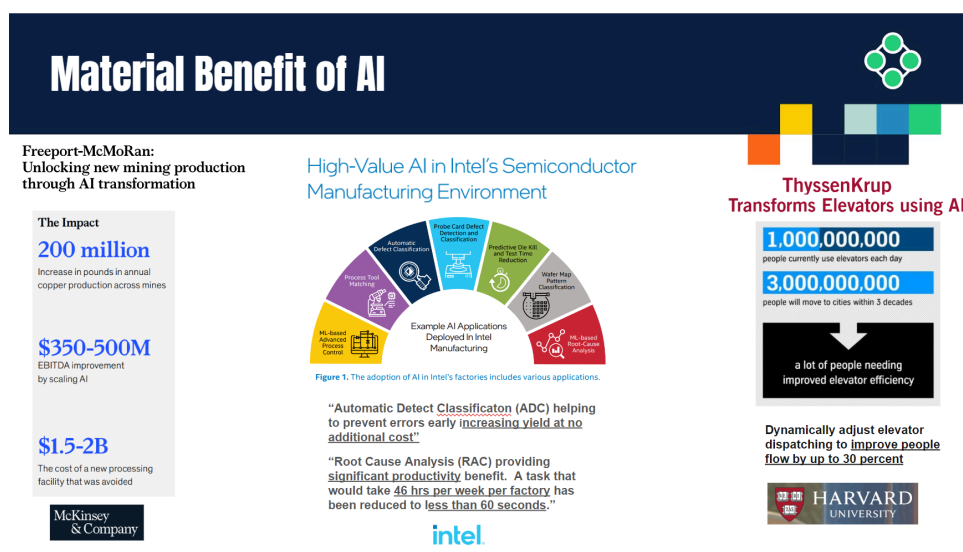 Material Benefit of AI
Freeport-McMoRan:
Unlocking new mining production
through AI transformation
The Impact
200 million
Increase in pounds in annual
copper production across mines
$350-500M
EBITDA improvement
by scaling AI
$1.5-2B
The cost of a new processing
facility that was avoided
McKinsey
& Company
High-Value AI in Intel's Semiconductor
Manufacturing Environment
ML-based
Advanced
Process
Control
Process Tool
Matching
Automatic
Defect Classification
Probe Card Defect
Detection and
Classification
Predictive Die Kill
and Test Time
Reduction
Wafer Map
Pattern
Classification
ML-based
Root-Cause
Analysis
Example AI Applications
Deployed In Intel
Manufacturing
Figure 1. The adoption of AI in Intel's factories includes various applications.
“Automatic Detect Classificaton (ADC) helping
to prevent errors early increasing yield at no
additional cost”
“Root Cause Analysis (RAC) providing
significant productivity benefit.  A task that
would take 46 hrs per week per factory has
been reduced to less than 60 seconds.”
intel.
ThyssenKrup
Transforms Elevators using AI
1,000,000,000
people currently use elevators each day
3,000,000,000
people will move to cities within 3 decades
a lot of people needing
improved elevator efficiency
Dynamically adjust elevator
dispatching to improve people
flow by up to 30 percent
HARVARD
UNIVERSITY